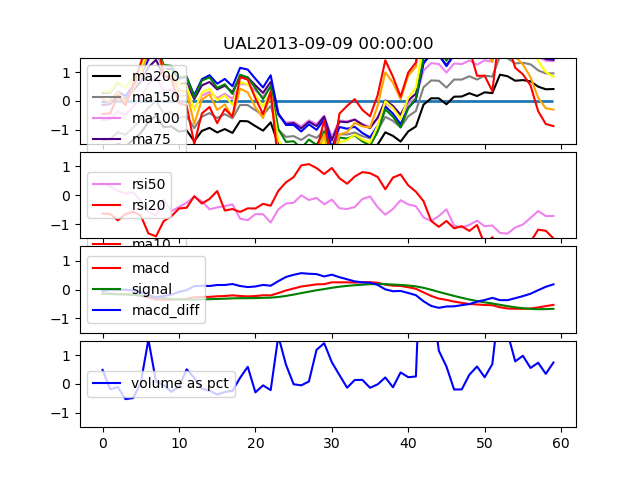 UAL2013-09-09 00:00:00
1
0
−1
ma200
ma150
ma100
ma75
1
0
−1
rsi50
rsi20
ma10
1
0
−1
macd
signal
macd_diff
1
0
−1
volume as pct
0 10 20 30 40 50 60